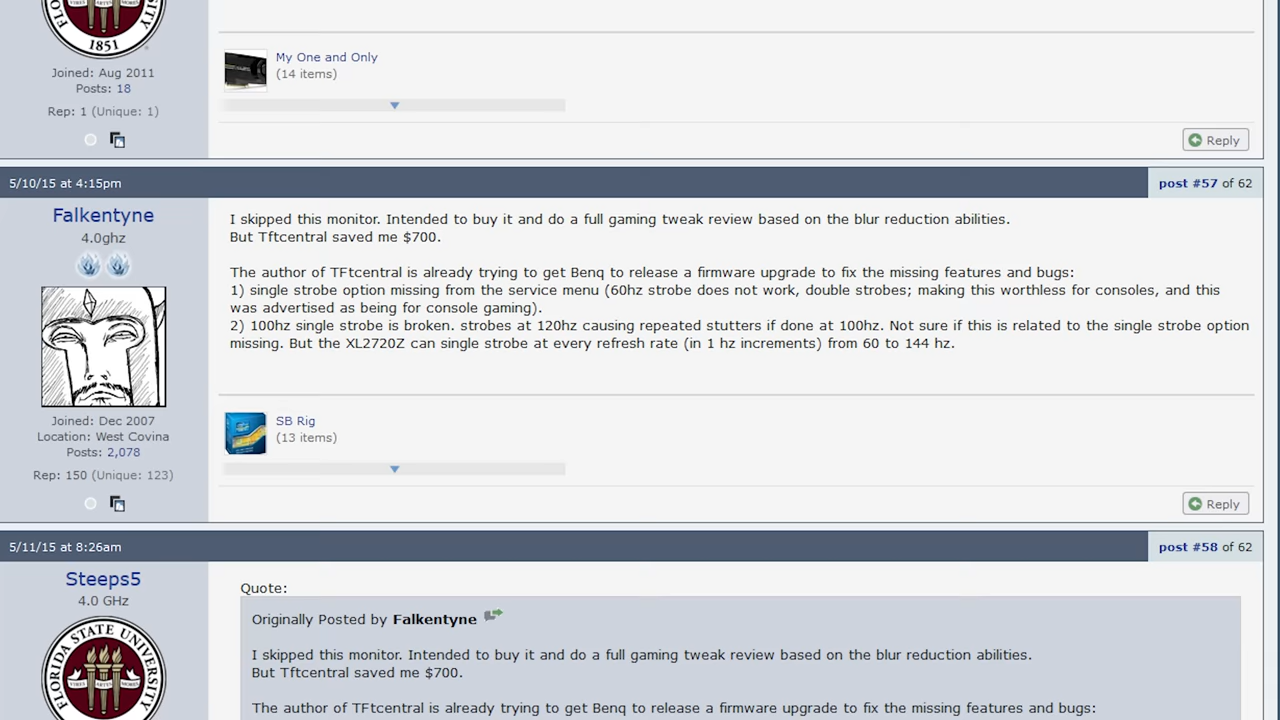 1851
Joined: Aug 2011
Posts: 18
Rep: 1 (Unique: 1)
My One and Only
(14 items)
Reply
5/10/15 at 4:15pm
post #57 of 62
Falkentyne
4.0ghz
Joined: Dec 2007
Location: West Covina
Posts: 2,078
Rep: 150 (Unique: 123)
I skipped this monitor. Intended to buy it and do a full gaming tweak review based on the blur reduction abilities.
But Tftcentral saved me $700.
The author of TFtcentral is already trying to get Benq to release a firmware upgrade to fix the missing features and bugs:
1) single strobe option missing from the service menu (60hz strobe does not work, double strobes; making this worthless for consoles, and this
was advertised as being for console gaming).
2) 100hz single strobe is broken. strobes at 120hz causing repeated stutters if done at 100hz. Not sure if this is related to the single strobe option
missing. But the XL2720Z can single strobe at every refresh rate (in 1 hz increments) from 60 to 144 hz.
SB Rig
(13 items)
Reply
5/11/15 at 8:26am
post #58 of 62
Steeps5
4.0 GHz
FLORIDA STATE UNIVERSITY
Quote:
Originally Posted by Falkentyne
I skipped this monitor. Intended to buy it and do a full gaming tweak review based on the blur reduction abilities.
But Tftcentral saved me $700.
The author of TFtcentral is already trying to get Benq to release a firmware upgrade to fix the missing features and bugs: